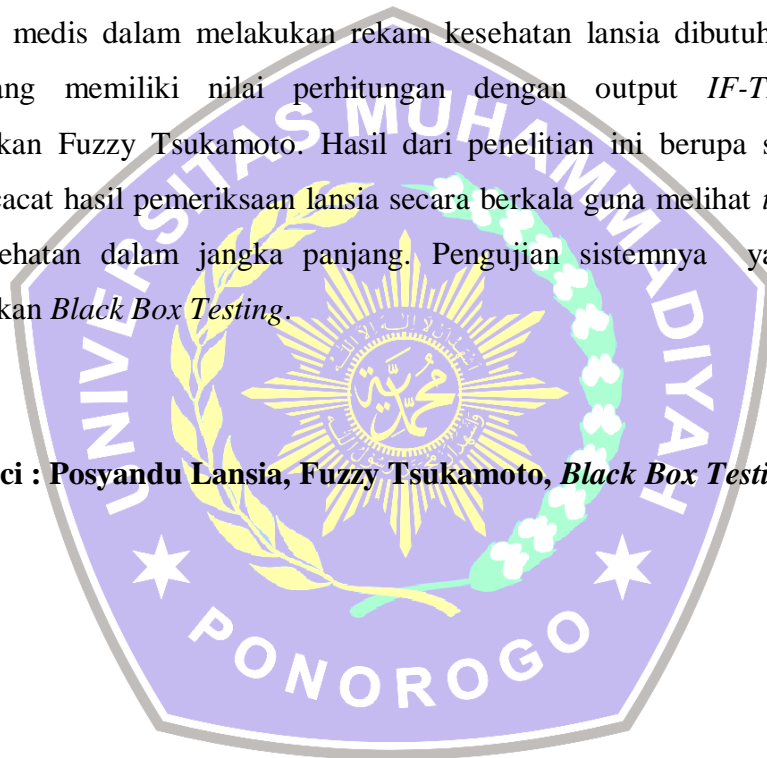 medis dalam melakukan rekam kesehatan lansia dibutuh
ang memiliki nilai perhitungan dengan output IF-T
kan Fuzzy Tsukamoto. Hasil dari penelitian ini berupa s
cacat hasil pemeriksaan lansia secara berkala guna melihat t
ehatan dalam jangka panjang. Pengujian sistemnya ya
kan Black Box Testing.
ci : Posyandu Lansia, Fuzzy Tsukamoto, Black Box Testi
UNIVERSITAS MUHAMMADIYAH
PONOROGO